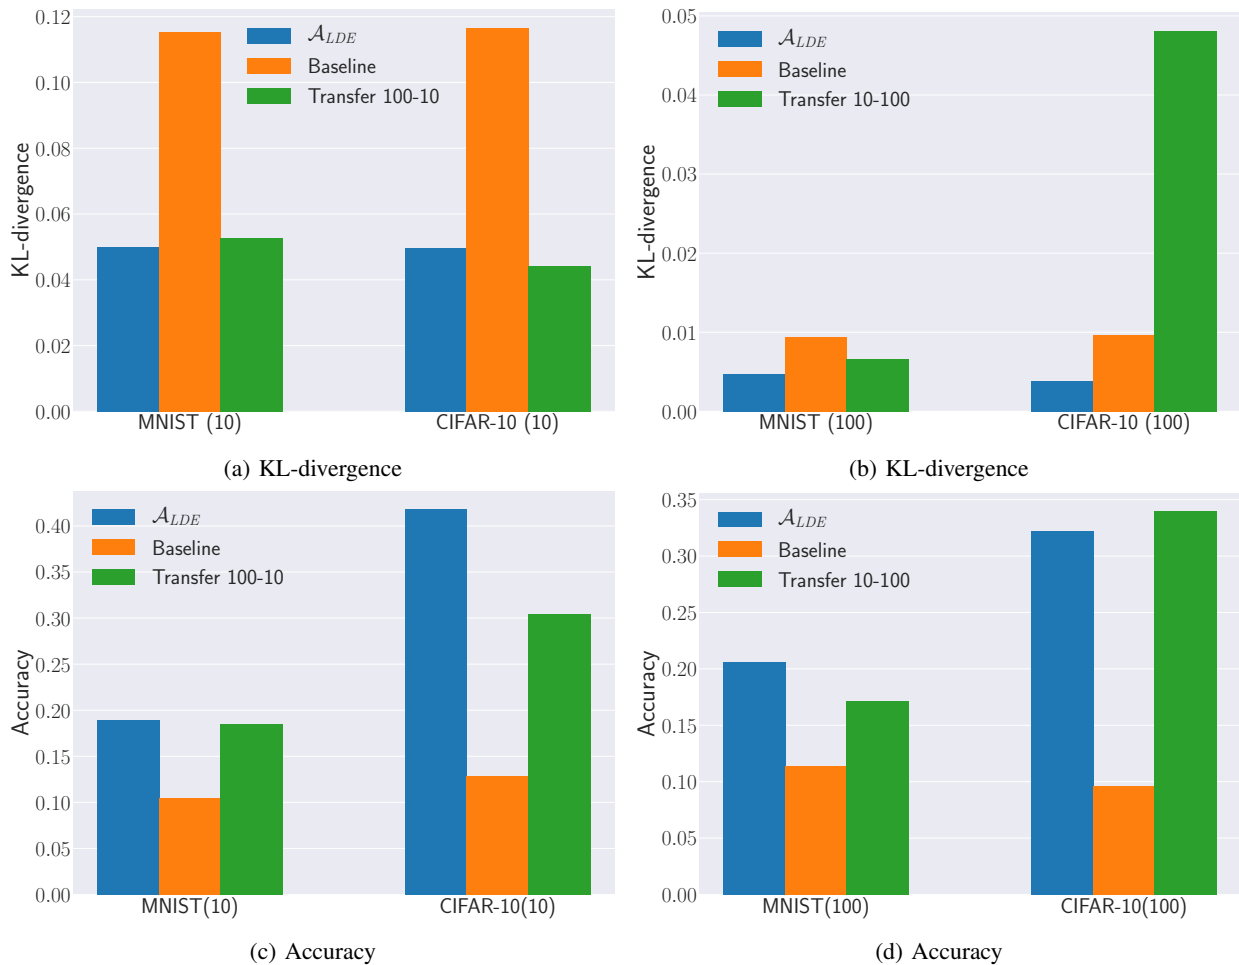 0.12
0.10
0.08
0.06
0.04
0.02
0.00
KL-divergence
𝒜LDE
Baseline
Transfer 100-10
MNIST (10)
CIFAR-10 (10)
(a) KL-divergence
0.05
0.04
0.03
0.02
0.01
0.00
KL-divergence
𝒜LDE
Baseline
Transfer 10-100
MNIST (100)
CIFAR-10 (100)
(b) KL-divergence
0.40
0.35
0.30
0.25
0.20
0.15
0.10
0.05
0.00
Accuracy
𝒜LDE
Baseline
Transfer 100-10
MNIST(10)
CIFAR-10(10)
(c) Accuracy
0.35
0.30
0.25
0.20
0.15
0.10
0.05
0.00
Accuracy
𝒜LDE
Baseline
Transfer 10-100
MNIST(100)
CIFAR-10(100)
(d) Accuracy